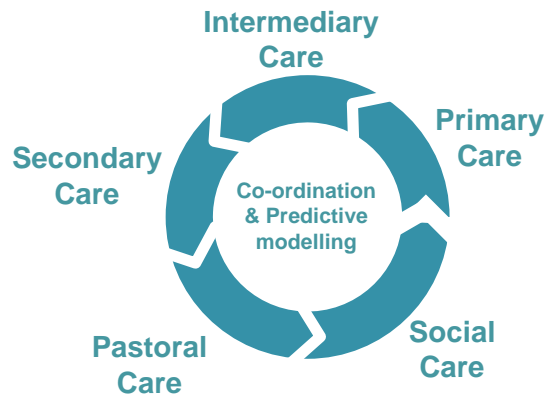 Intermediary
Care
Primary
Care
Secondary
Care
Co-ordination
& Predictive
modelling
Social
Care
Pastoral
Care